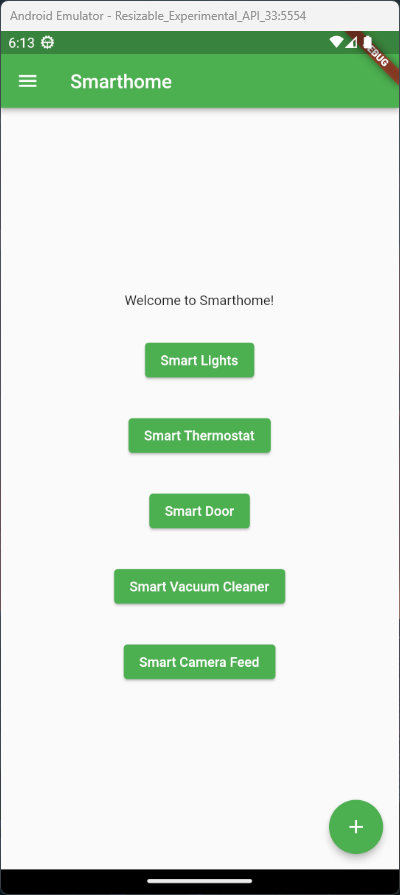 Android Emulator - Resizable_Experimental_API_33:5554
6:13
DEBUG
Smarthome
Welcome to Smarthome!
Smart Lights
Smart Thermostat
Smart Door
Smart Vacuum Cleaner
Smart Camera Feed
+